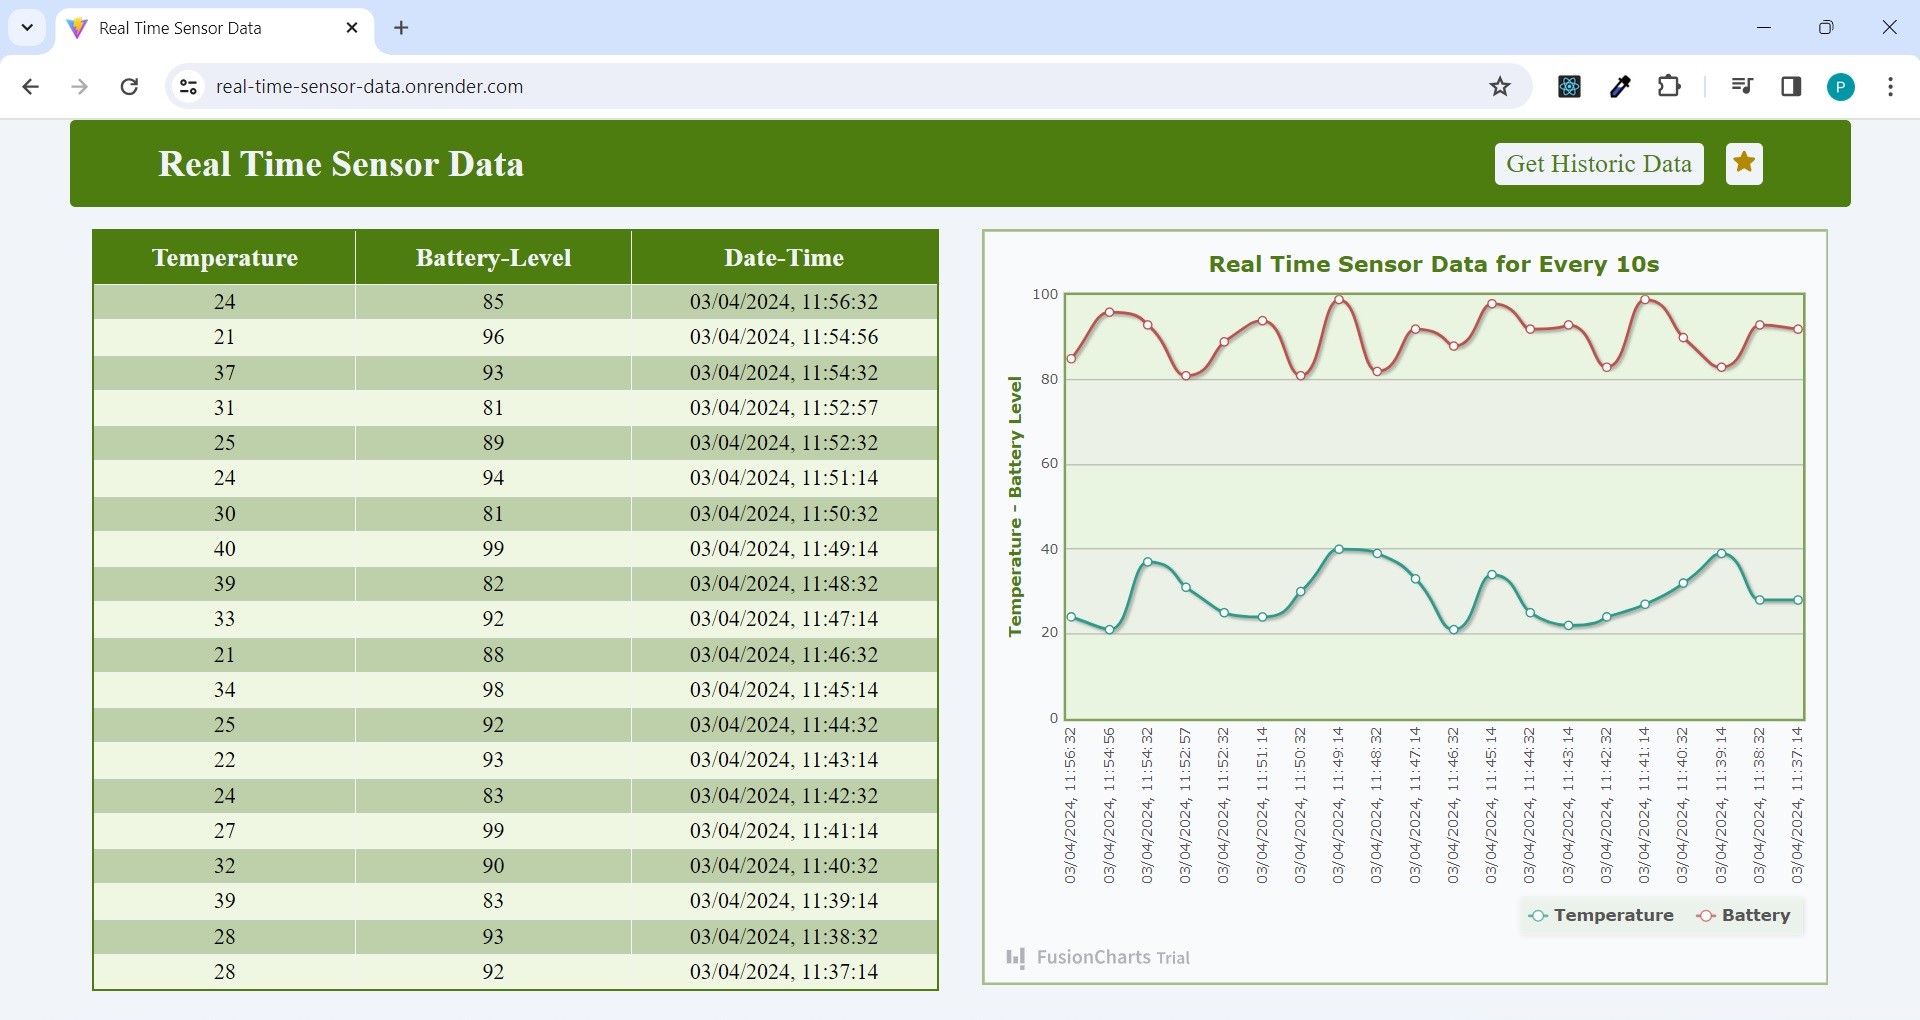 Real Time Sensor Data
real-time-sensor-data.onrender.com
P
Real Time Sensor Data
Get Historic Data
Temperature Battery-Level Date-Time
24 85 03/04/2024, 11:56:32
21 96 03/04/2024, 11:54:56
37 93 03/04/2024, 11:54:32
31 81 03/04/2024, 11:52:57
25 89 03/04/2024, 11:52:32
24 94 03/04/2024, 11:51:14
30 81 03/04/2024, 11:50:32
40 99 03/04/2024, 11:49:14
39 82 03/04/2024, 11:48:32
33 92 03/04/2024, 11:47:14
21 88 03/04/2024, 11:46:32
34 98 03/04/2024, 11:45:14
25 92 03/04/2024, 11:44:32
22 93 03/04/2024, 11:43:14
24 83 03/04/2024, 11:42:32
27 99 03/04/2024, 11:41:14
32 90 03/04/2024, 11:40:32
39 83 03/04/2024, 11:39:14
28 93 03/04/2024, 11:38:32
28 92 03/04/2024, 11:37:14
Real Time Sensor Data for Every 10s
Temperature - Battery Level
100
80
60
40
20
0
03/04/2024, 11:56:32
03/04/2024, 11:54:56
03/04/2024, 11:54:32
03/04/2024, 11:52:57
03/04/2024, 11:52:32
03/04/2024, 11:51:14
03/04/2024, 11:50:32
03/04/2024, 11:49:14
03/04/2024, 11:48:32
03/04/2024, 11:47:14
03/04/2024, 11:46:32
03/04/2024, 11:45:14
03/04/2024, 11:44:32
03/04/2024, 11:43:14
03/04/2024, 11:42:32
03/04/2024, 11:41:14
03/04/2024, 11:40:32
03/04/2024, 11:39:14
03/04/2024, 11:38:32
03/04/2024, 11:37:14
Temperature Battery
FusionCharts Trial